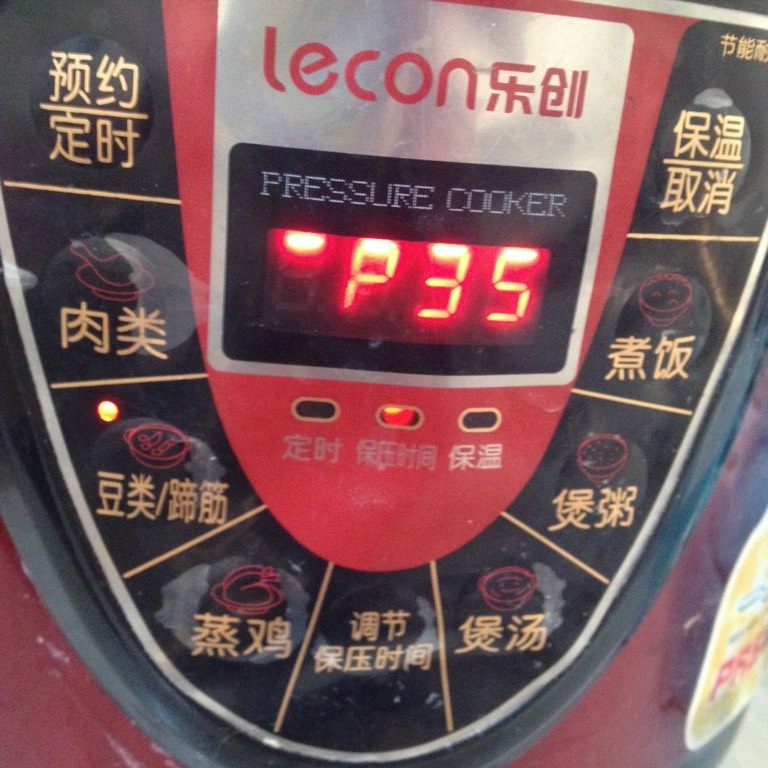 节能耐
lecon乐创
预约
定时
保温
取消
PRESSURE COOKER
P35
肉类
煮饭
定时 保压时间 保温
豆类/蹄筋
煲粥
蒸鸡
调节
保压时间
煲汤